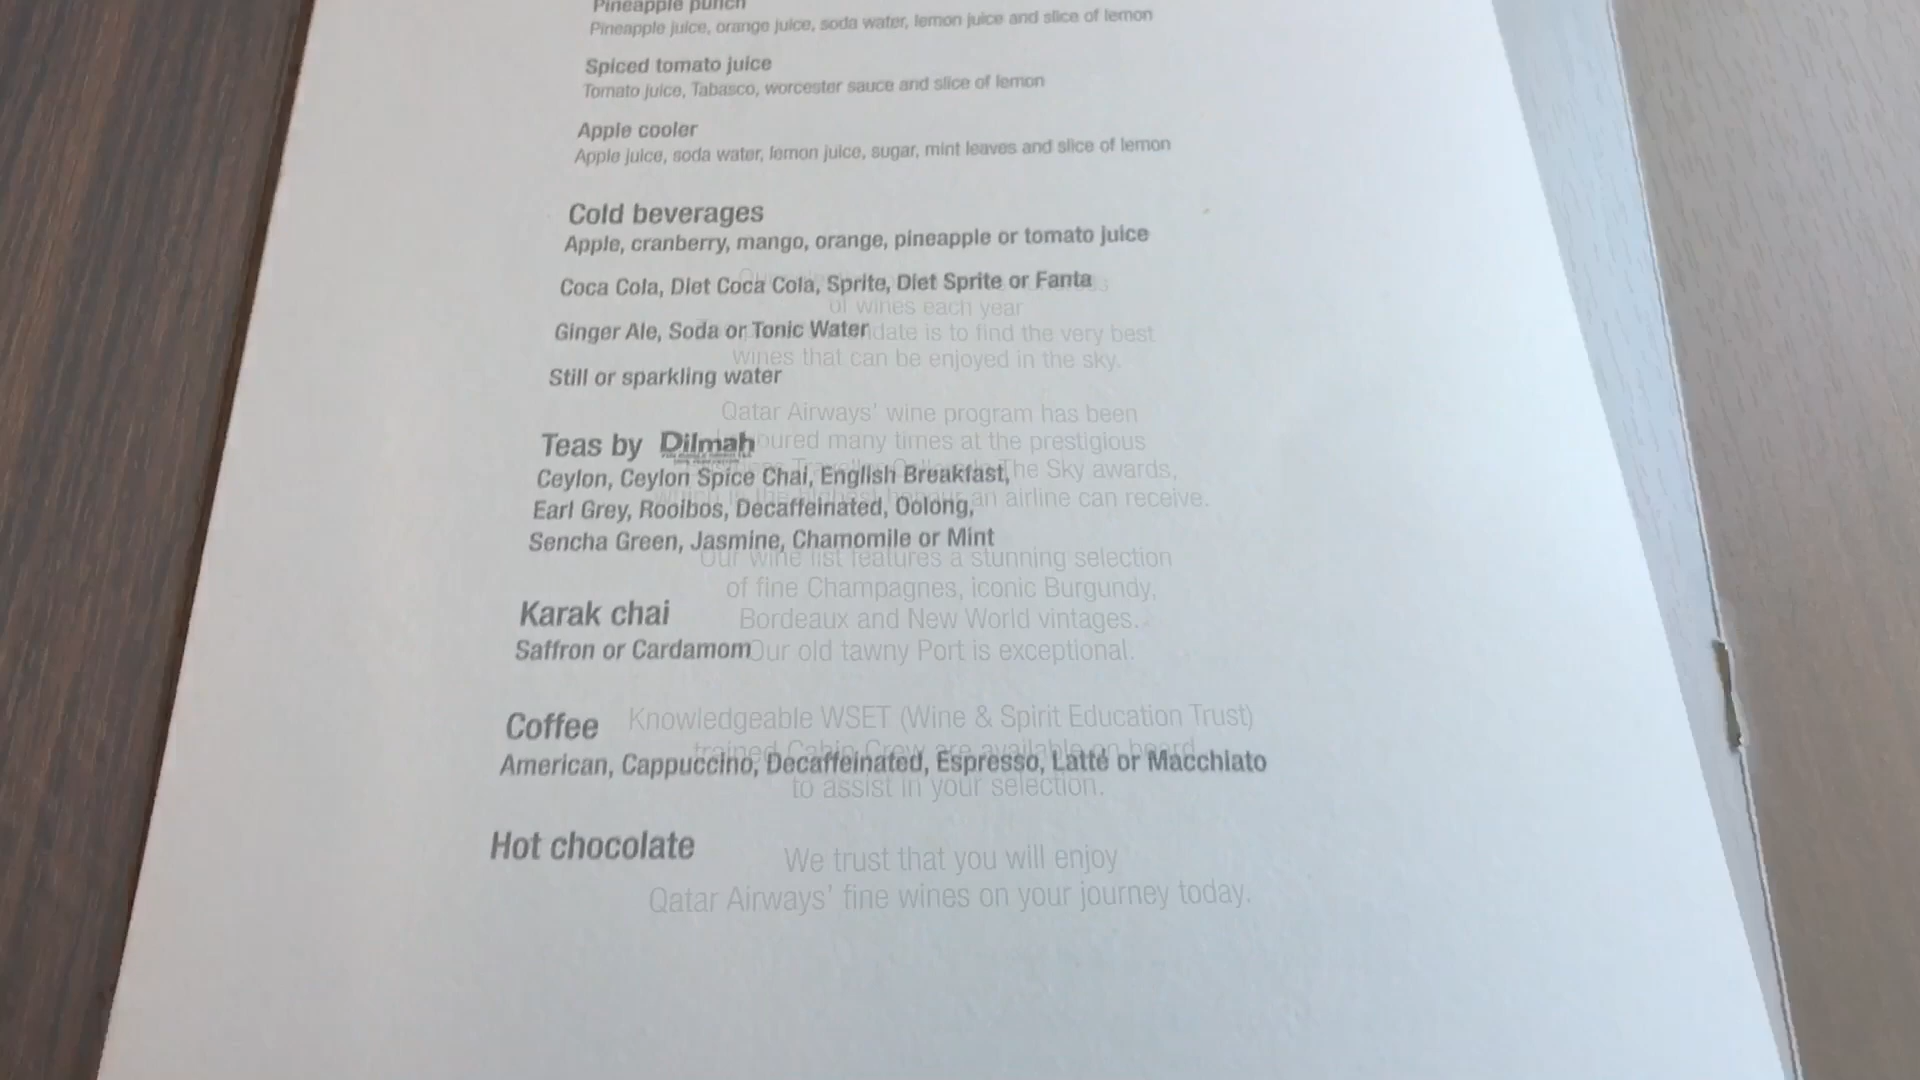 Pineapple punch
Pineapple juice, orange juice, soda water, lemon juice and slice of lemon
Spiced tomato juice
Tomato juice, Tabasco, worcester sauce and slice of lemon
Apple cooler
Apple juice, soda water, lemon juice, sugar, mint leaves and slice of lemon
Cold beverages
Apple, cranberry, mango, orange, pineapple or tomato juice
Coca Cola, Diet Coca Cola, Sprite, Diet Sprite or Fanta
of wines each year
Ginger Ale, Soda or Tonic Water
date is to find the very best
wines that can be enjoyed in the sky.
Still or sparkling water
Qatar Airways' wine program has been
Teas by Dilmah
oured many times at the prestigious
Ceylon, Ceylon Spice Chai, English Breakfast,
The Sky awards,
Earl Grey, Rooibos, Decaffeinated, Oolong,
an airline can receive.
Sencha Green, Jasmine, Chamomile or Mint
Our wine list features a stunning selection
of fine Champagnes, iconic Burgundy,
Karak chai
Bordeaux and New World vintages.
Saffron or Cardamom
Our old tawny Port is exceptional.
Coffee
Knowledgeable WSET (Wine & Spirit Education Trust)
trained Cabin Crew are available on board
American, Cappuccino, Decaffeinated, Espresso, Latté or Macchiato
to assist in your selection.
Hot chocolate
We trust that you will enjoy
Qatar Airways' fine wines on your journey today.